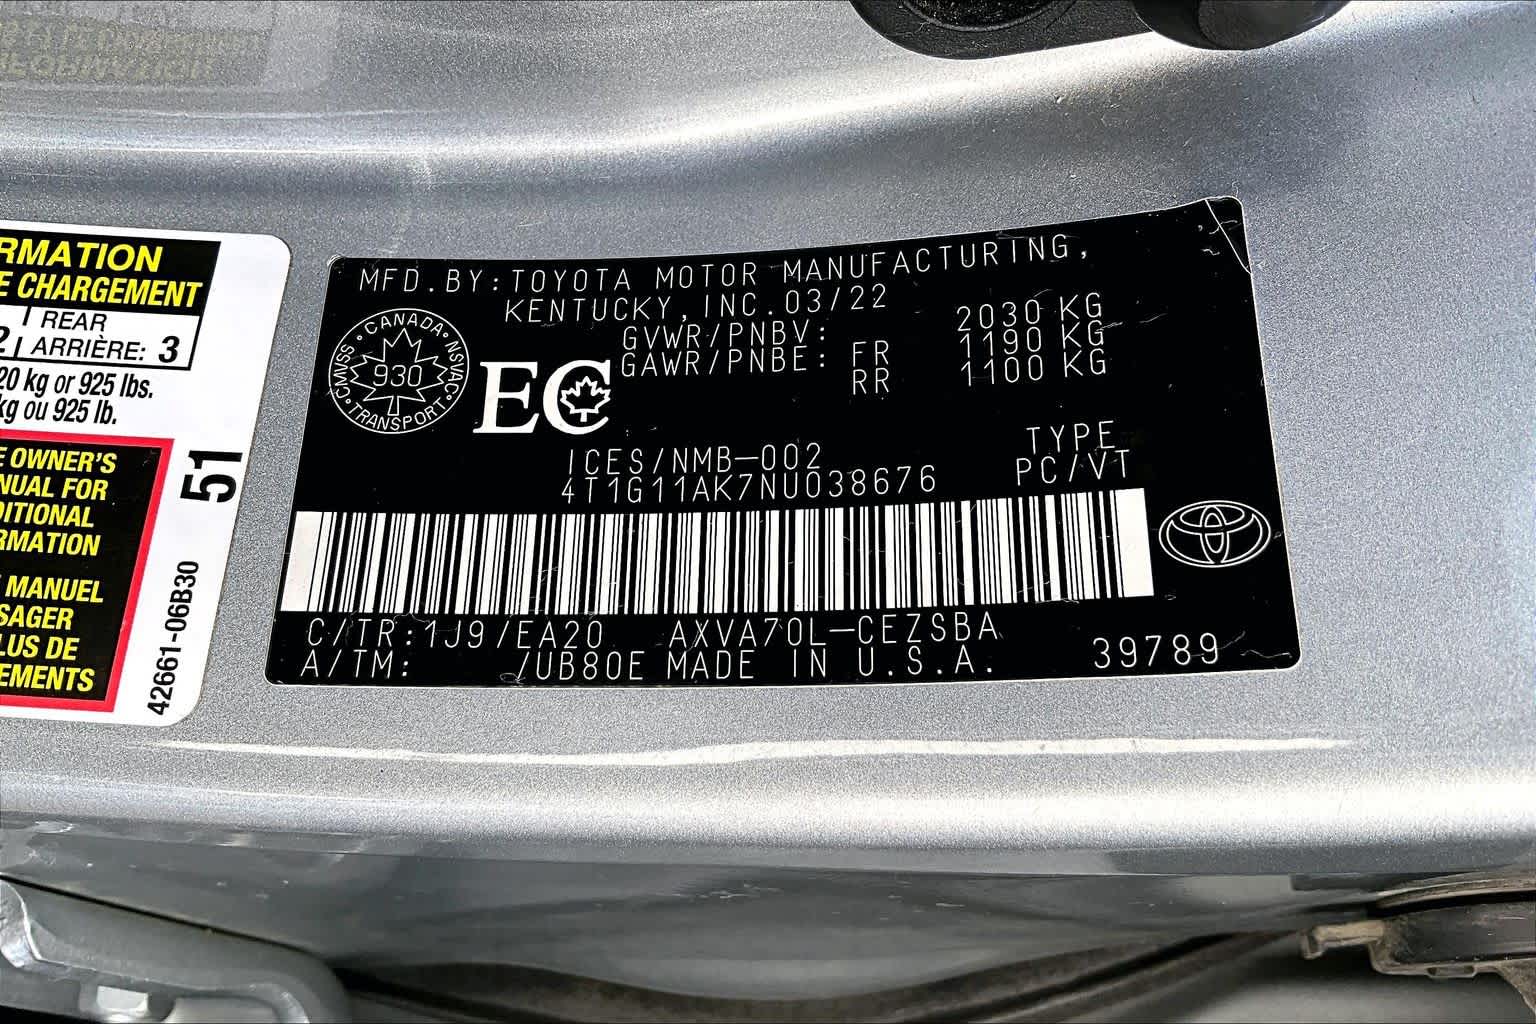 RMATION
E CHARGEMENT
2 REAR
ARRIÈRE: 3
20 kg or 925 lbs.
kg ou 925 lb.
E OWNER'S
NUAL FOR
DITIONAL
RMATION
MANUEL
SAGER
LUS DE
EMENTS
51
42661-06B30
MFD.BY:TOYOTA MOTOR MANUFACTURING,
KENTUCKY,INC.03/22
GVWR/PNBV: 2030 KG
GAWR/PNBE: FR 1190 KG
RR 1100 KG
CANADA NSVAC TRANSPORT CMVSS
930
EC
ICES/NMB-002
4T1G11AK7NU038676
TYPE
PC/VT
C/TR:1J9/EA20 AXVA70L-CEZSBA
A/TM: /UB80E MADE IN U.S.A. 39789